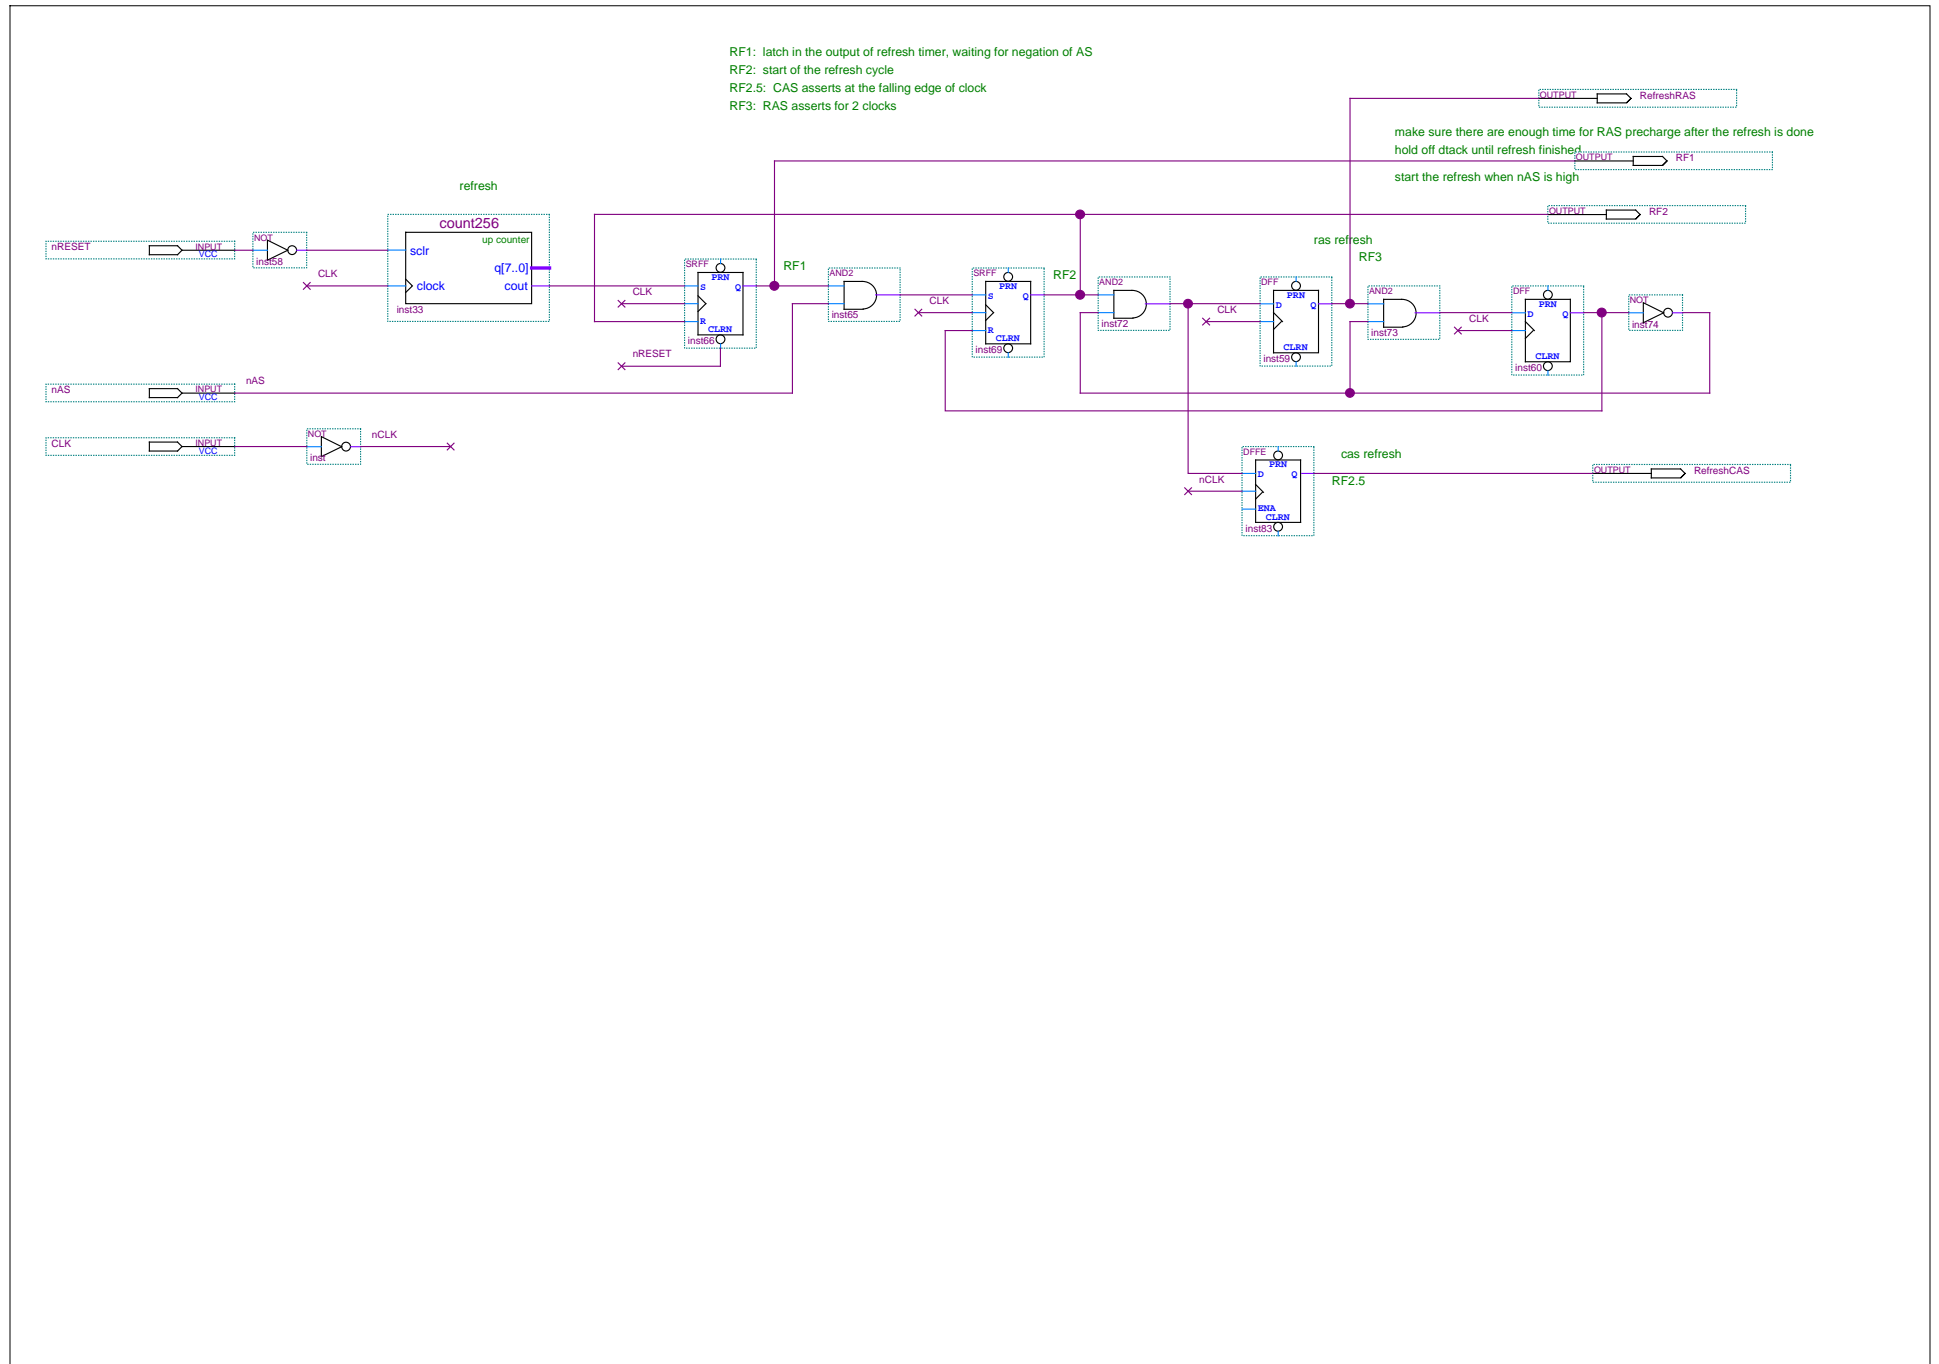 RF1: latch in the output of refresh timer, waiting for negation of AS
RF2: start of the refresh cycle
RF2.5: CAS asserts at the falling edge of clock
RF3: RAS asserts for 2 clocks
OUTPUT RefreshRAS
make sure there are enough time for RAS precharge after the refresh is done
hold off dtack until refresh finished
OUTPUT RF1
start the refresh when nAS is high
refresh
OUTPUT RF2
count256
up counter
sclr
q[7..0]
clock cout
inst33
nRESET INPUT
VCC
NOT
inst58
CLK
SRFF
PRN
S Q
R
CLRN
inst66
CLK
nRESET
RF1
AND2
inst65
CLK
SRFF
PRN
S Q
R
CLRN
inst69
RF2
AND2
inst72
ras refresh
RF3
CLK
DFF
PRN
D Q
CLRN
inst59
AND2
inst73
CLK
DFF
PRN
D Q
CLRN
inst60
NOT
inst74
nAS INPUT
VCC
nAS
CLK INPUT
VCC
NOT
inst
nCLK
nCLK
DFFE
PRN
D Q
ENA
CLRN
inst83
cas refresh
RF2.5
OUTPUT RefreshCAS